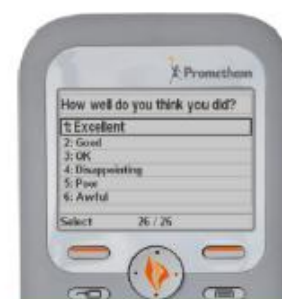 Promethean
How well do you think you did?
1: Excellent
2: Good
3: OK
4: Disappointing
5: Poor
6: Awful
Select 26 / 26